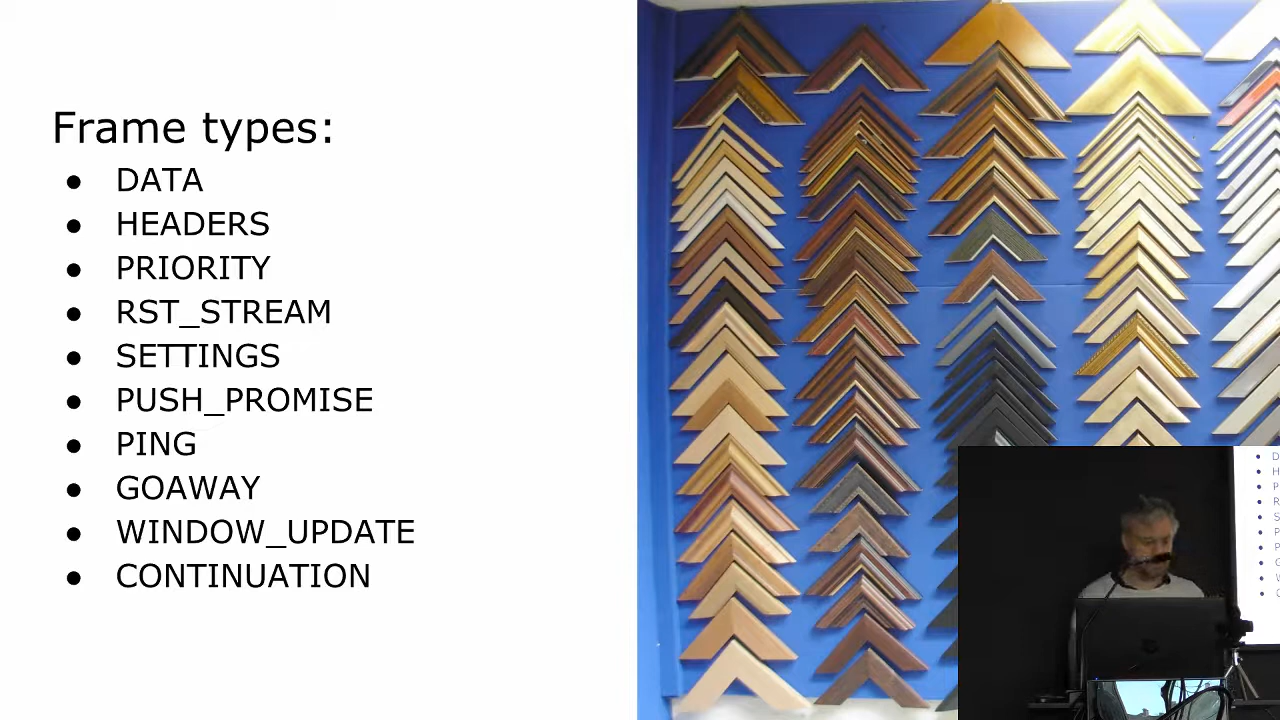 Frame types:
● DATA
● HEADERS
● PRIORITY
● RST_STREAM
● SETTINGS
● PUSH_PROMISE
● PING
● GOAWAY
● WINDOW_UPDATE
● CONTINUATION